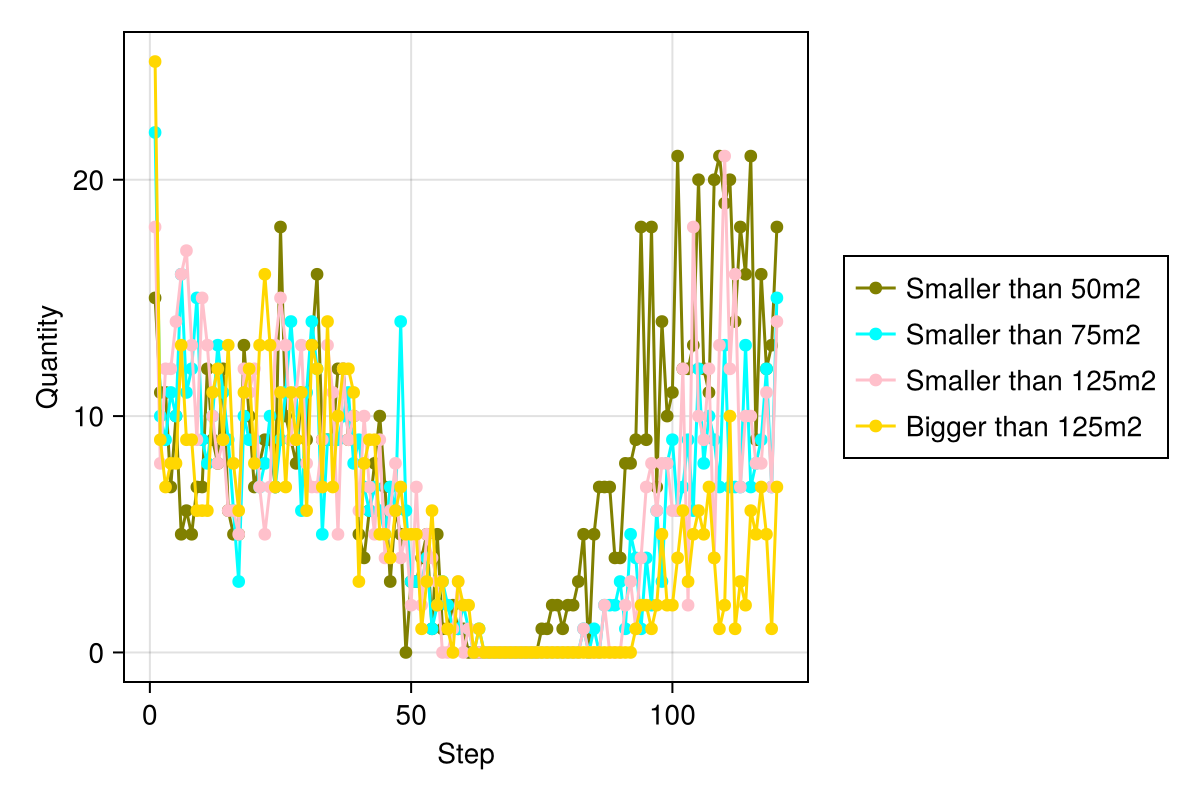 20
10
0
Quantity
0
50
100
Step
Smaller than 50m2
Smaller than 75m2
Smaller than 125m2
Bigger than 125m2